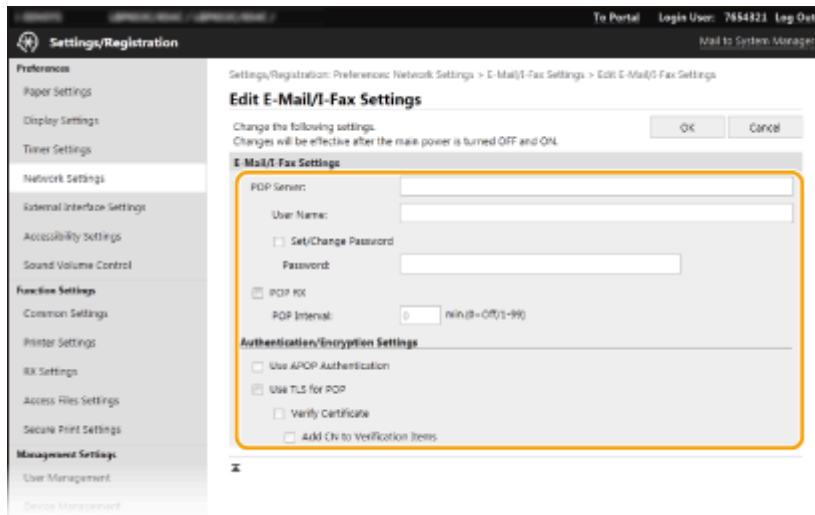 To Portal Login User: 7654321 Log Out
Settings/Registration
Mail to System Manager
Preferences
Paper Settings
Display Settings
Timer Settings
Network Settings
External Interface Settings
Accessibility Settings
Sound Volume Control
Function Settings
Common Settings
Printer Settings
RX Settings
Access Files Settings
Secure Print Settings
Management Settings
User Management
Device Management
Settings/Registration: Preferences: Network Settings > E-Mail/I-Fax Settings > Edit E-Mail/I-Fax Settings
Edit E-Mail/I-Fax Settings
Change the following settings.
Changes will be effective after the main power is turned OFF and ON.
OK Cancel
E-Mail/I-Fax Settings
POP Server:
User Name:
Set/Change Password
Password:
POP RX
POP Interval: 0 min.(0=Off/1-99)
Authentication/Encryption Settings
Use APOP Authentication
Use TLS for POP
Verify Certificate
Add CN to Verification Items